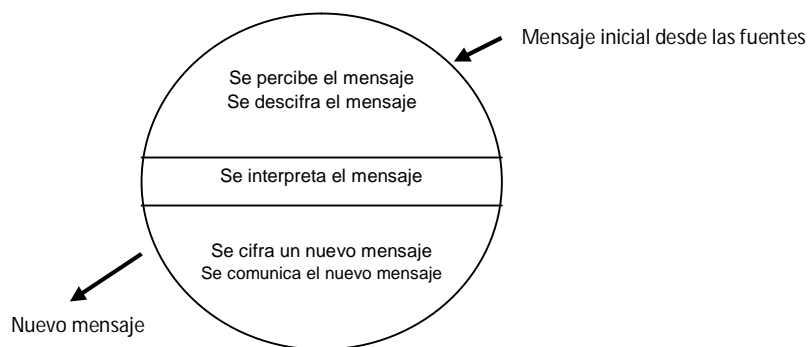 Mensaje inicial desde las fuentes
Se percibe el mensaje
Se descifra el mensaje
Se interpreta el mensaje
Se cifra un nuevo mensaje
Se comunica el nuevo mensaje
Nuevo mensaje